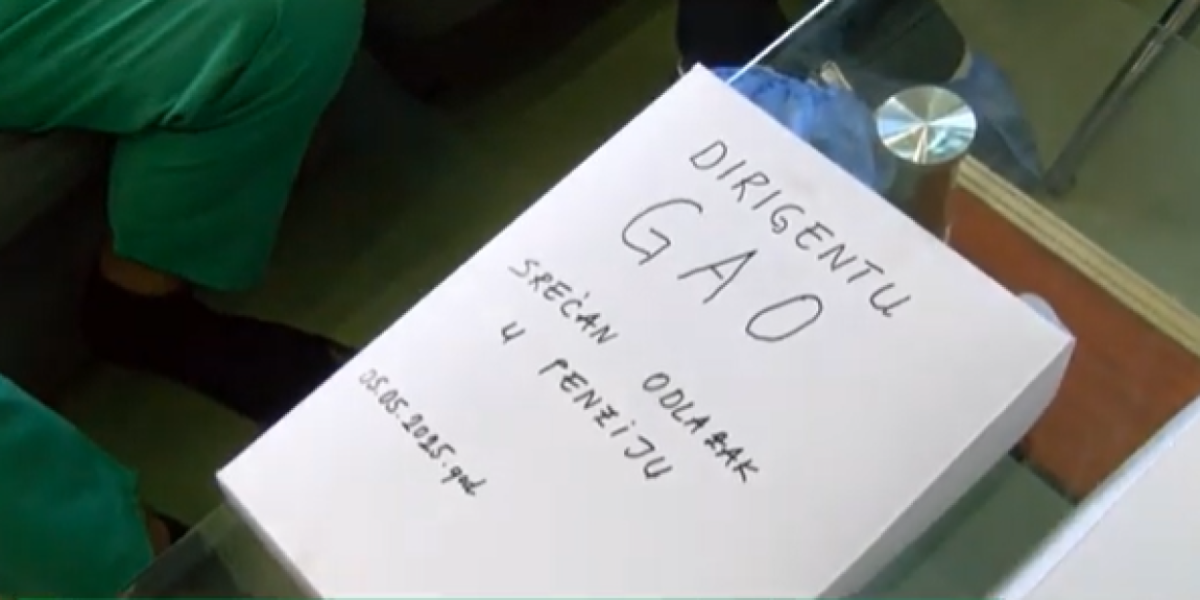 DIRIGENTU
GAO
SREĆAN ODLAZAK
U PENZIJU
05.05.2025.god